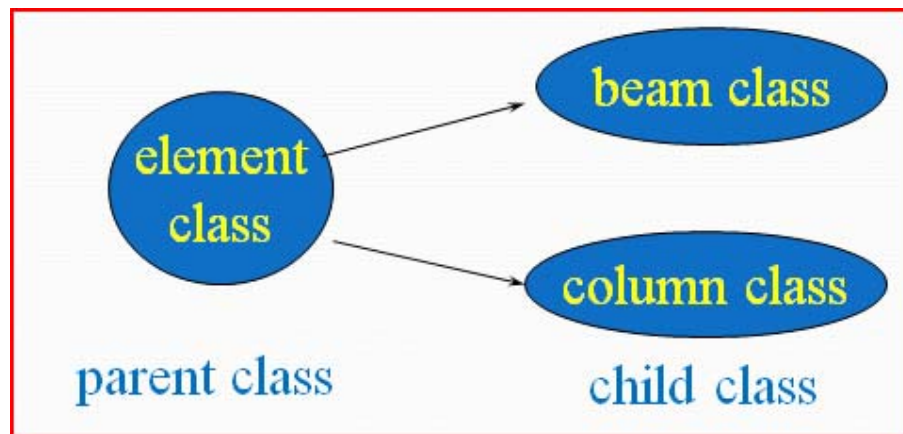 element
class
beam class
column class
parent class
child class